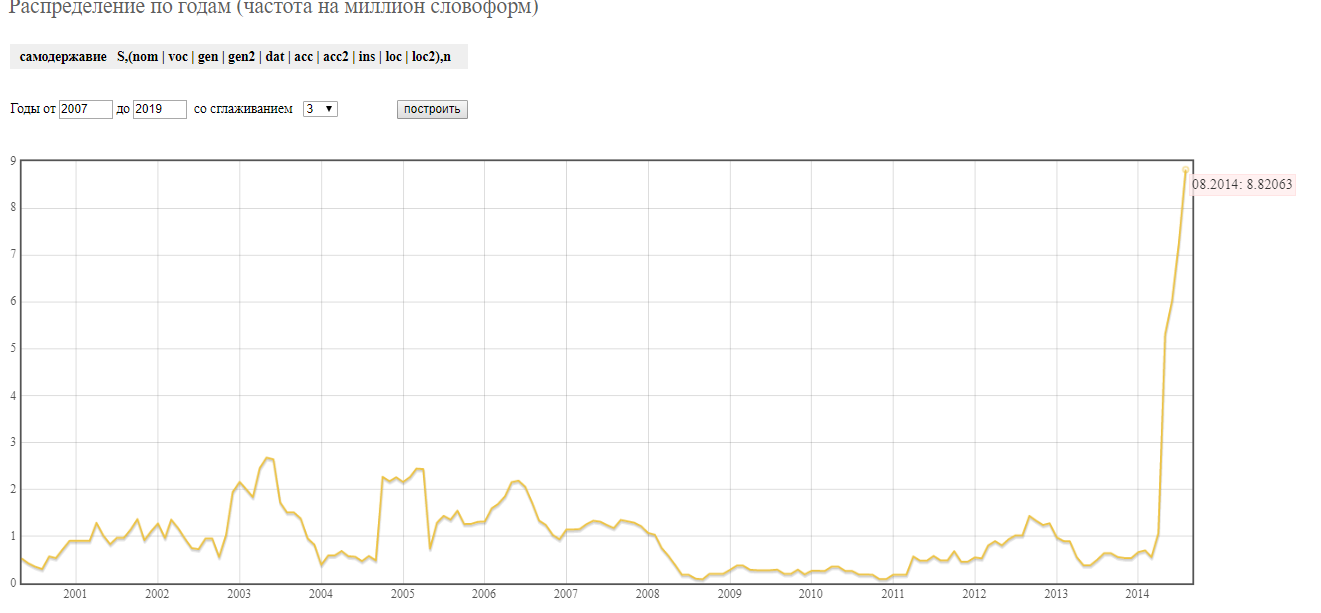 Распределение по годам (частота на миллион словоформ)
самодержавие S,(nom | voc | gen | gen2 | dat | acc | acc2 | ins | loc | loc2),n
Годы от 2007 до 2019 со сглаживанием 3 построить
9
08.2014: 8.82063
8
7
6
5
4
3
2
1
0
2001 2002 2003 2004 2005 2006 2007 2008 2009 2010 2011 2012 2013 2014